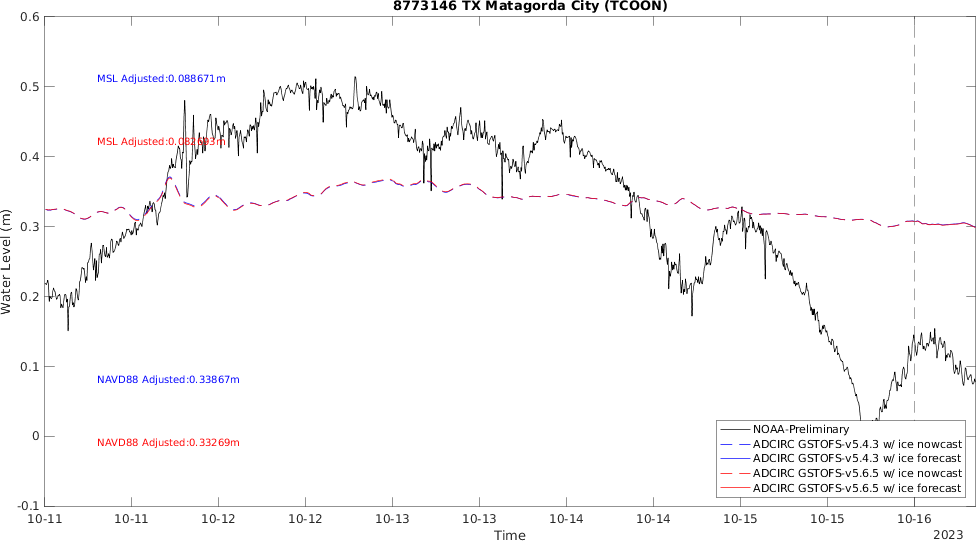 8773146 TX Matagorda City (TCOON)
0.6
0.5
0.4
0.3
0.2
0.1
0
-0.1
Water Level (m)
MSL Adjusted:0.088671m
MSL Adjusted:0.082693m
NAVD88 Adjusted:0.33867m
NAVD88 Adjusted:0.33269m
NOAA-Preliminary
ADCIRC GSTOFS-v5.4.3 w/ ice nowcast
ADCIRC GSTOFS-v5.4.3 w/ ice forecast
ADCIRC GSTOFS-v5.6.5 w/ ice nowcast
ADCIRC GSTOFS-v5.6.5 w/ ice forecast
10-11 10-11 10-12 10-12 10-13 10-13 10-14 10-14 10-15 10-15 10-16
Time
2023